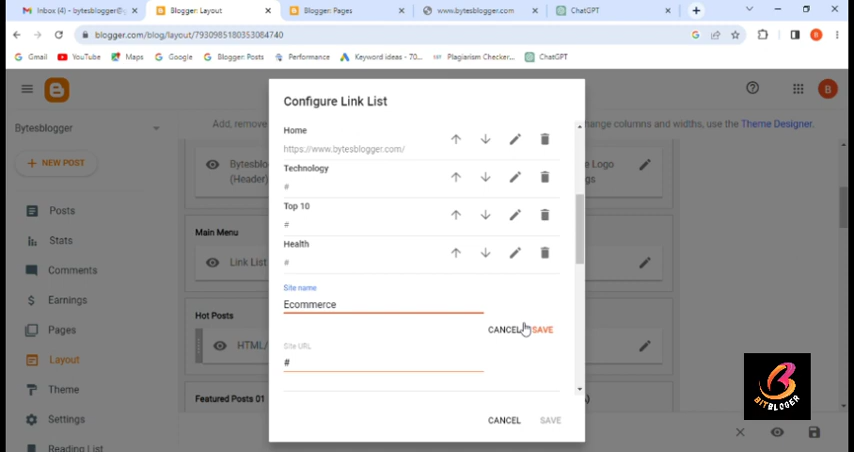 Inbox (4) - bytesblogger@g
Blogger: Layout
Blogger: Pages
www.bytesblogger.com
ChatGPT
blogger.com/blog/layout/7930985180353084740
Gmail
YouTube
Maps
Google
Blogger: Posts
Performance
Keyword ideas - 70...
Plagiarism Checker...
ChatGPT
B
Configure Link List
Bytesblogger
Add, remove
change columns and widths, use the Theme Designer.
+ NEW POST
Posts
Stats
Comments
Earnings
Pages
Layout
Theme
Settings
Reading List
Bytesblo
(Header)
e Logo
gs
Main Menu
Link List
Hot Posts
HTML/
Featured Posts 01
Home
https://www.bytesblogger.com/
Technology
#
Top 10
#
Health
#
Site name
Ecommerce
CANCEL
SAVE
Site URL
#
CANCEL
SAVE
BITBLOGER